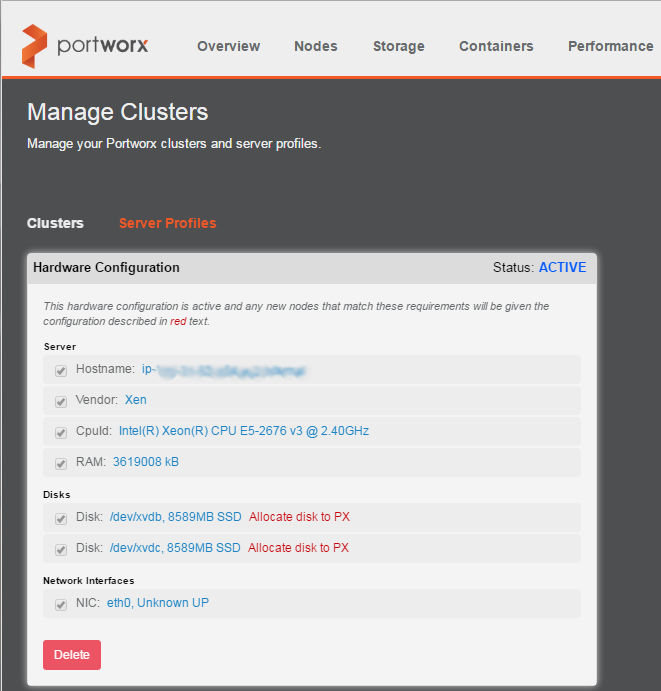 portworx
Overview Nodes Storage Containers Performance
Manage Clusters
Manage your Portworx clusters and server profiles.
Clusters Server Profiles
Hardware Configuration Status: ACTIVE
This hardware configuration is active and any new nodes that match these requirements will be given the
configuration described in red text.
Server
Hostname: ip-
Vendor: Xen
CpuId: Intel(R) Xeon(R) CPU E5-2676 v3 @ 2.40GHz
RAM: 3619008 kB
Disks
Disk: /dev/xvdb, 8589MB SSD Allocate disk to PX
Disk: /dev/xvdc, 8589MB SSD Allocate disk to PX
Network Interfaces
NIC: eth0, Unknown UP
Delete